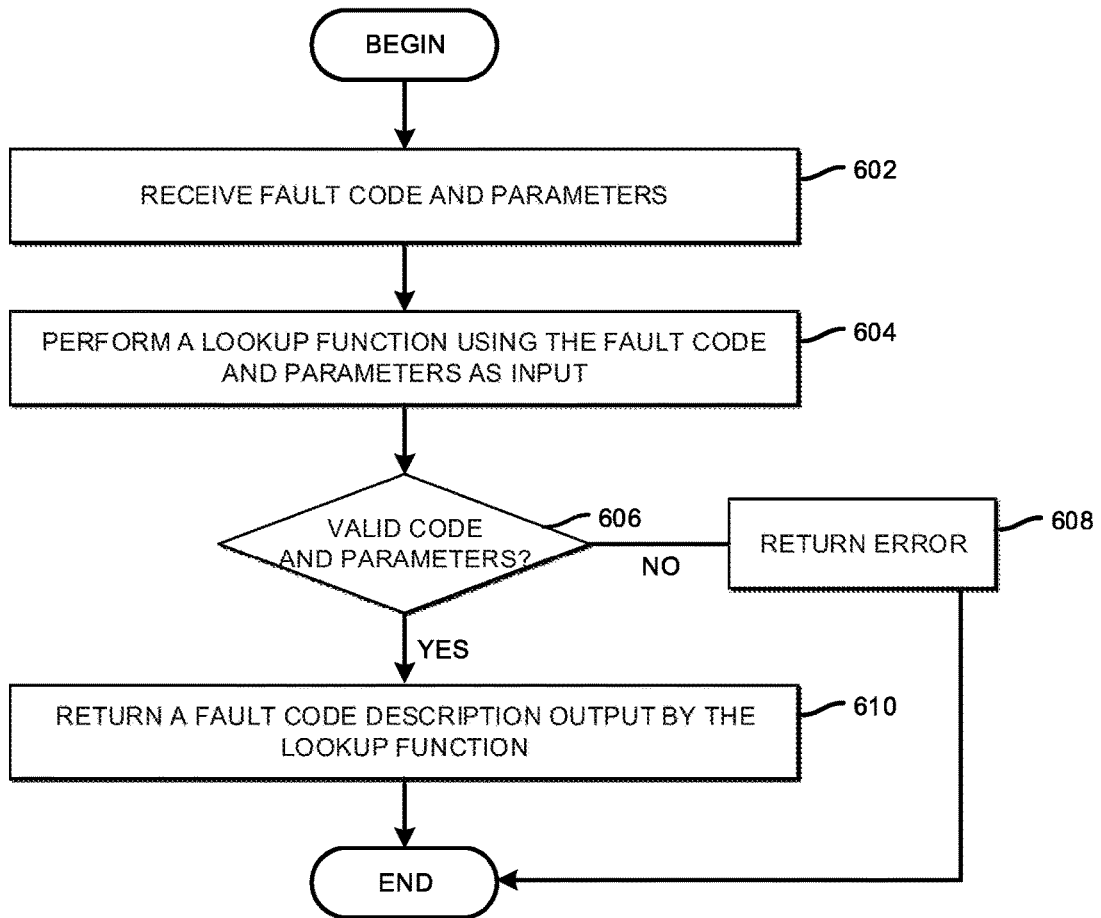 BEGIN
RECEIVE FAULT CODE AND PARAMETERS
602
PERFORM A LOOKUP FUNCTION USING THE FAULT CODE
AND PARAMETERS AS INPUT
604
VALID CODE
AND PARAMETERS?
606
NO
RETURN ERROR
608
YES
RETURN A FAULT CODE DESCRIPTION OUTPUT BY THE
LOOKUP FUNCTION
610
END